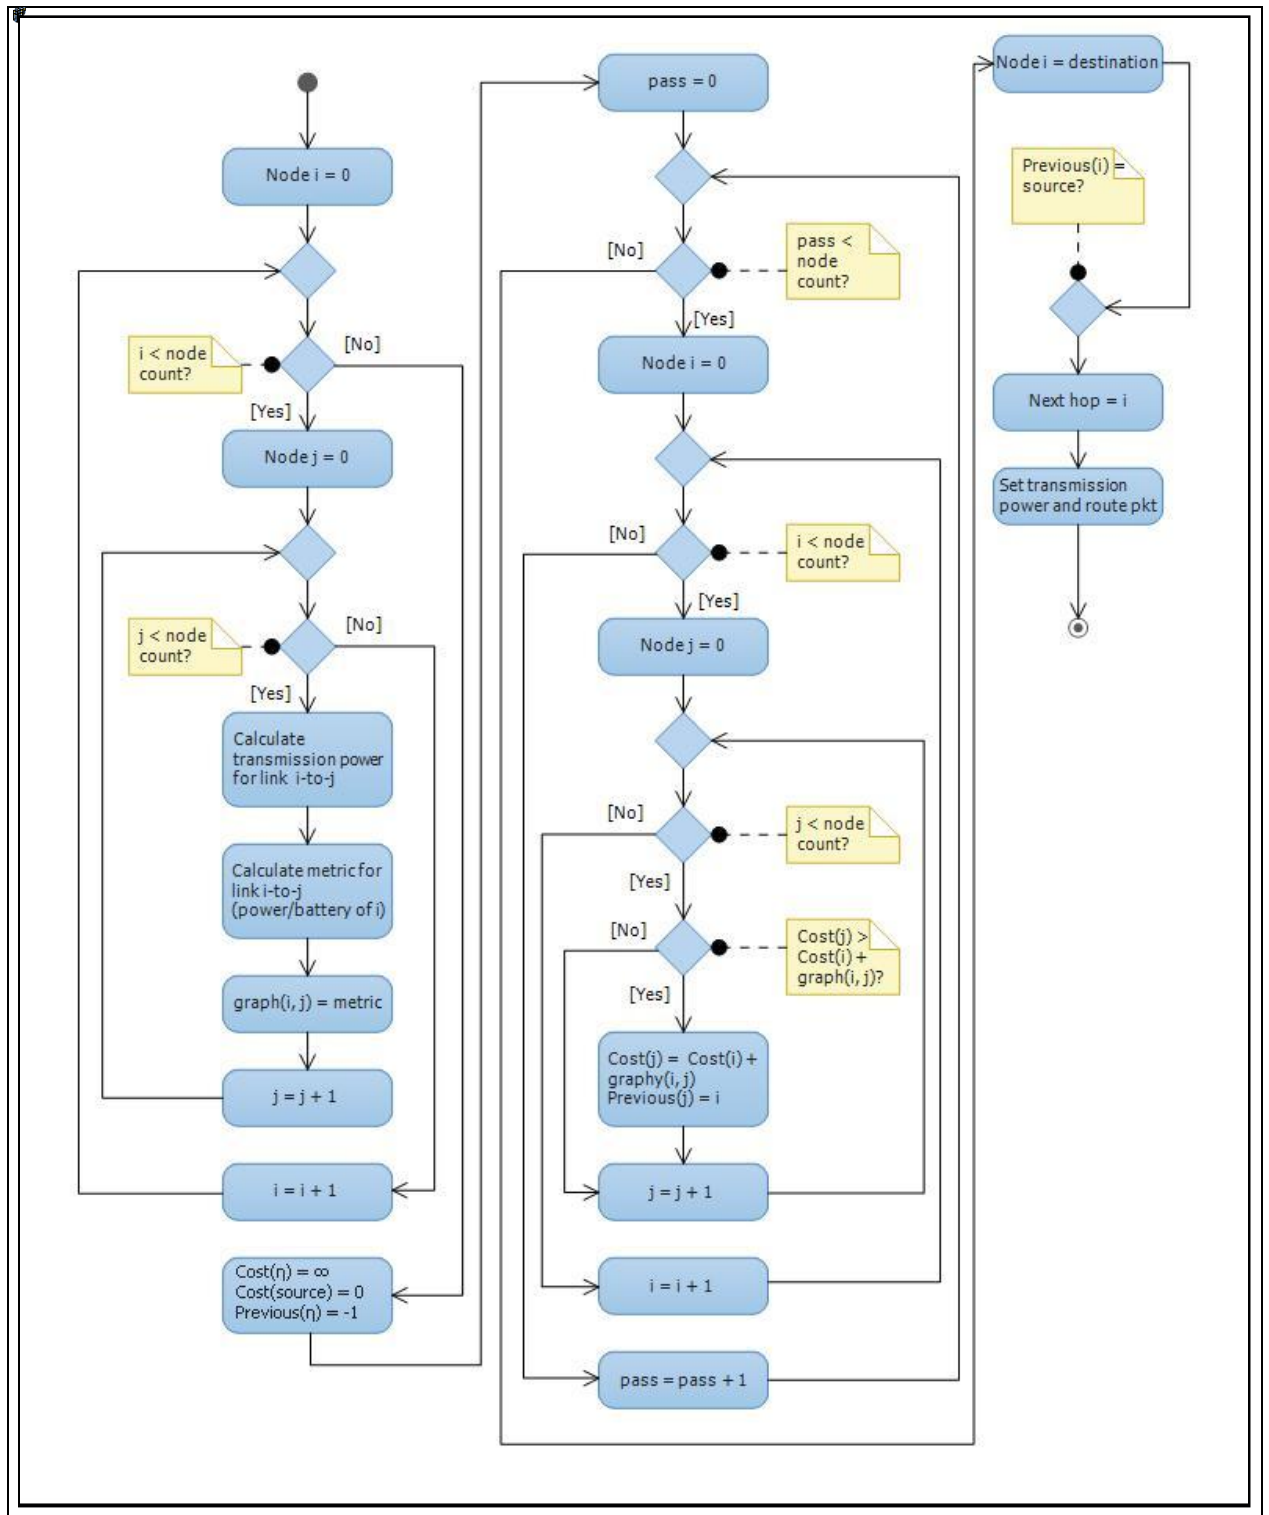 Node i = 0
i < node
count?
[No]
[Yes]
Node j = 0
j < node
count?
[No]
[Yes]
Calculate
transmission power
for link i-to-j
Calculate metric for
link i-to-j
(power/battery of i)
graph(i, j) = metric
j = j + 1
i = i + 1
Cost(η) = ∞
Cost(source) = 0
Previous(η) = -1
pass = 0
[No]
pass <
node
count?
[Yes]
Node i = 0
[No]
i < node
count?
[Yes]
Node j = 0
[No]
j < node
count?
[Yes]
[No]
Cost(j) >
Cost(i) +
graph(i, j)?
[Yes]
Cost(j) = Cost(i) +
graphy(i, j)
Previous(j) = i
j = j + 1
i = i + 1
pass = pass + 1
Node i = destination
Previous(i) =
source?
Next hop = i
Set transmission
power and route pkt